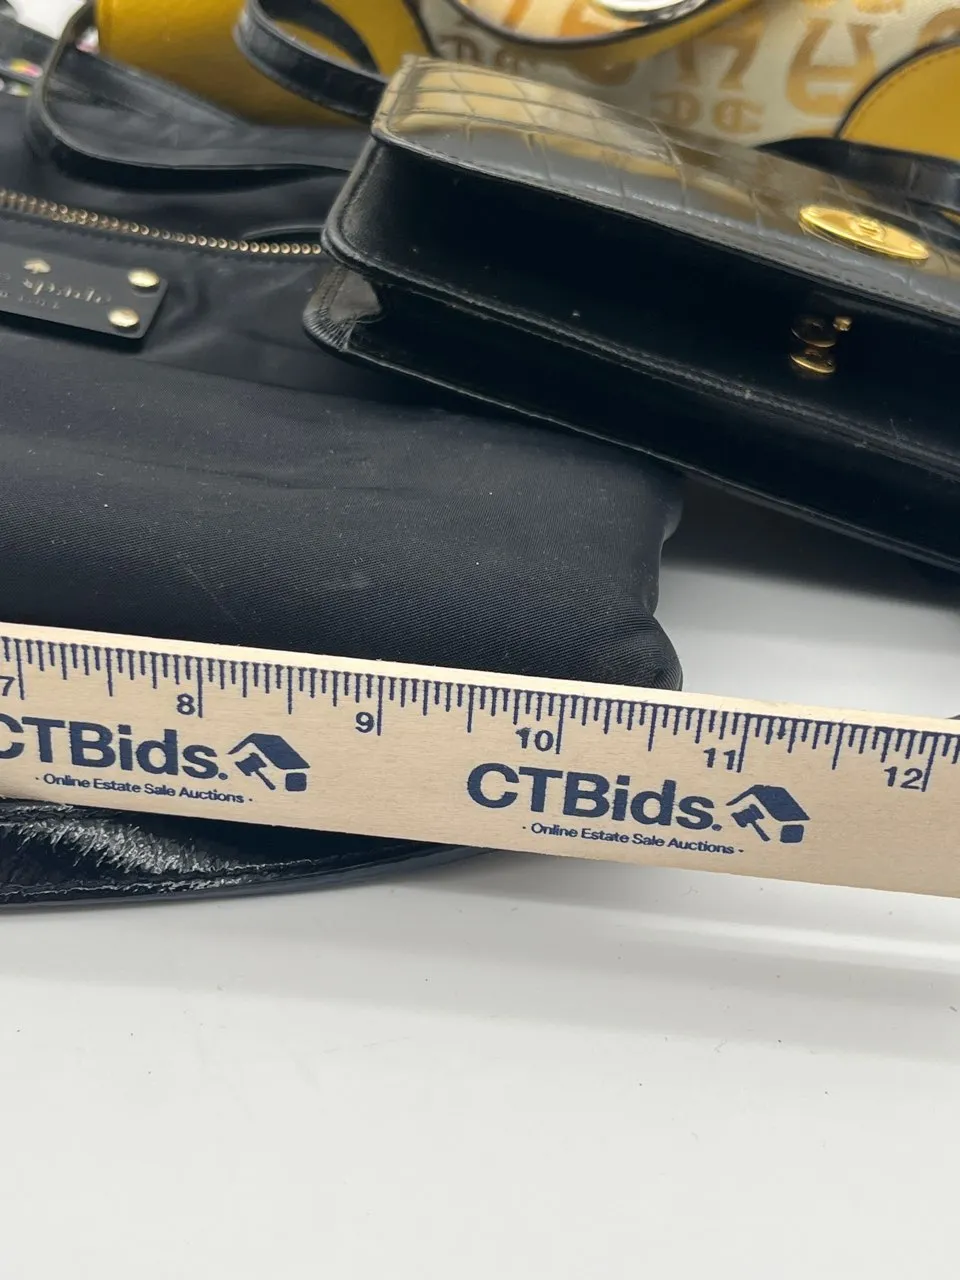 7 8 9 10 11 12
CTBids.
· Online Estate Sale Auctions ·
CTBids.
· Online Estate Sale Auctions ·